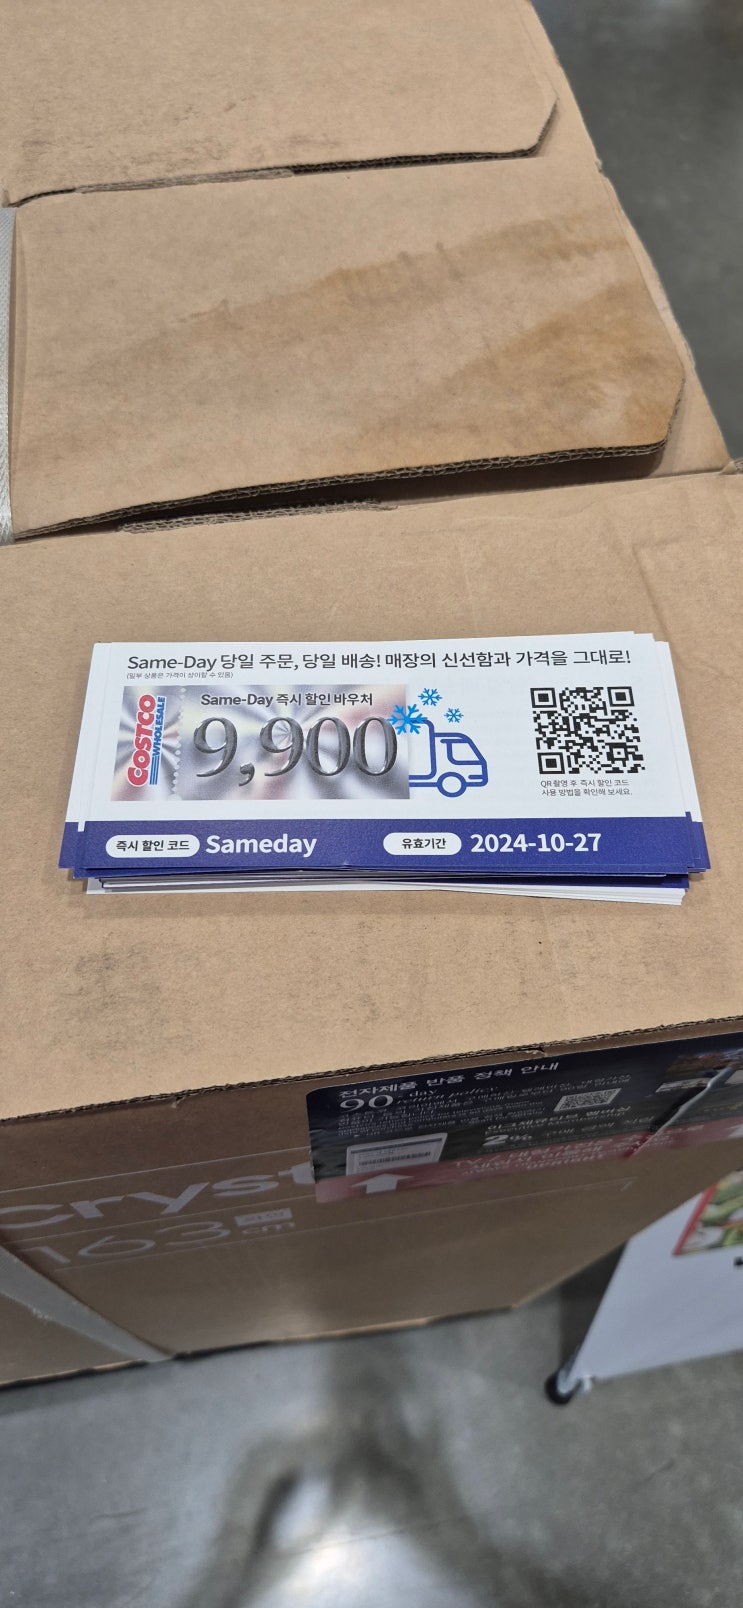 Same-Day 당일 주문, 당일 배송! 매장의 신선함과 가격을 그대로!
(일부 상품은 가격이 상이할 수 있음)
COSTCO
WHOLESALE
Same-Day 즉시 할인 바우처
9,900
QR 촬영 후 즉시 할인 코드
사용 방법을 확인해 보세요.
즉시 할인 코드 Sameday
유효기간 2024-10-27
전자제품 반품 정책 안내
90-day
2%
cryst
163 cm